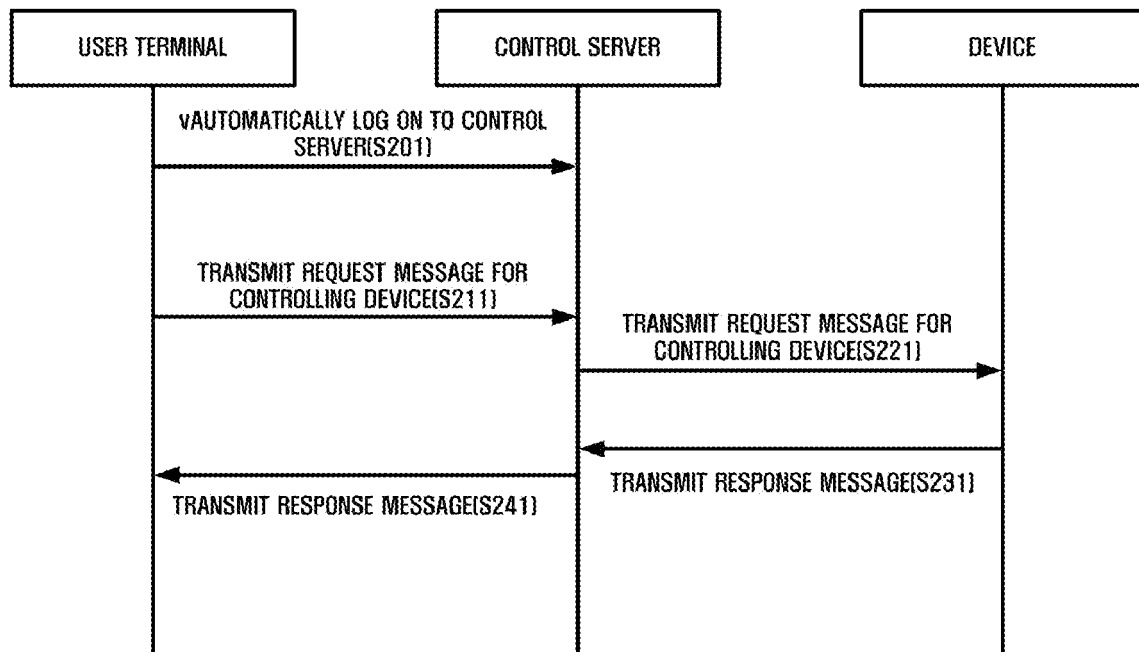 USER TERMINAL
CONTROL SERVER
DEVICE
vAUTOMATICALLY LOG ON TO CONTROL
SERVER(S201)
TRANSMIT REQUEST MESSAGE FOR
CONTROLLING DEVICE(S211)
TRANSMIT REQUEST MESSAGE FOR
CONTROLLING DEVICE(S221)
TRANSMIT RESPONSE MESSAGE(S231)
TRANSMIT RESPONSE MESSAGE(S241)